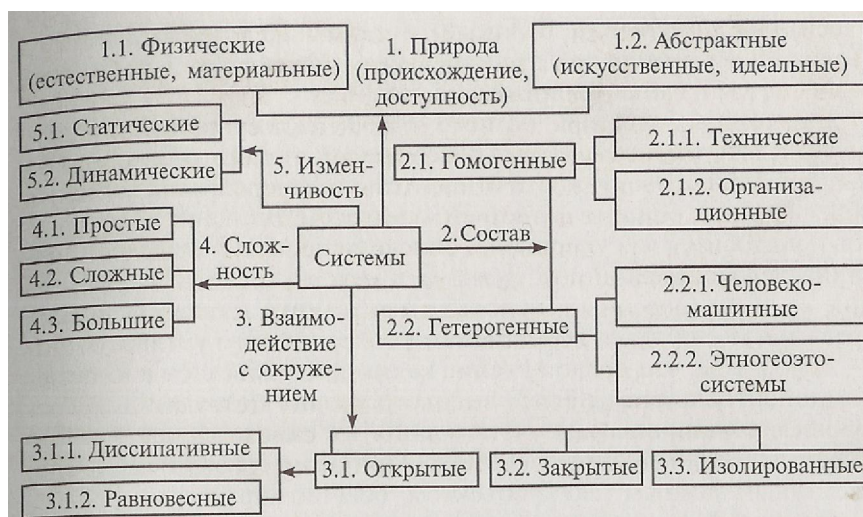 1.1. Физические
(естественные, материальные)
1. Природа
(происхождение,
доступность)
1.2. Абстрактные
(искусственные, идеальные)
5.1. Статические
5.2. Динамические
5. Измен-
чивость
2.1. Гомогенные
2.1.1. Технические
2.1.2. Организа-
ционные
4.1. Простые
4.2. Сложные
4.3. Большие
4. Слож-
ность
Системы
2.Состав
2.2. Гетерогенные
2.2.1.Человеко-
машинные
2.2.2. Этногеоэто-
системы
3. Взаимо-
действие
с окруже-
нием
3.1.1. Диссипативные
3.1.2. Равновесные
3.1. Открытые
3.2. Закрытые
3.3. Изолированные